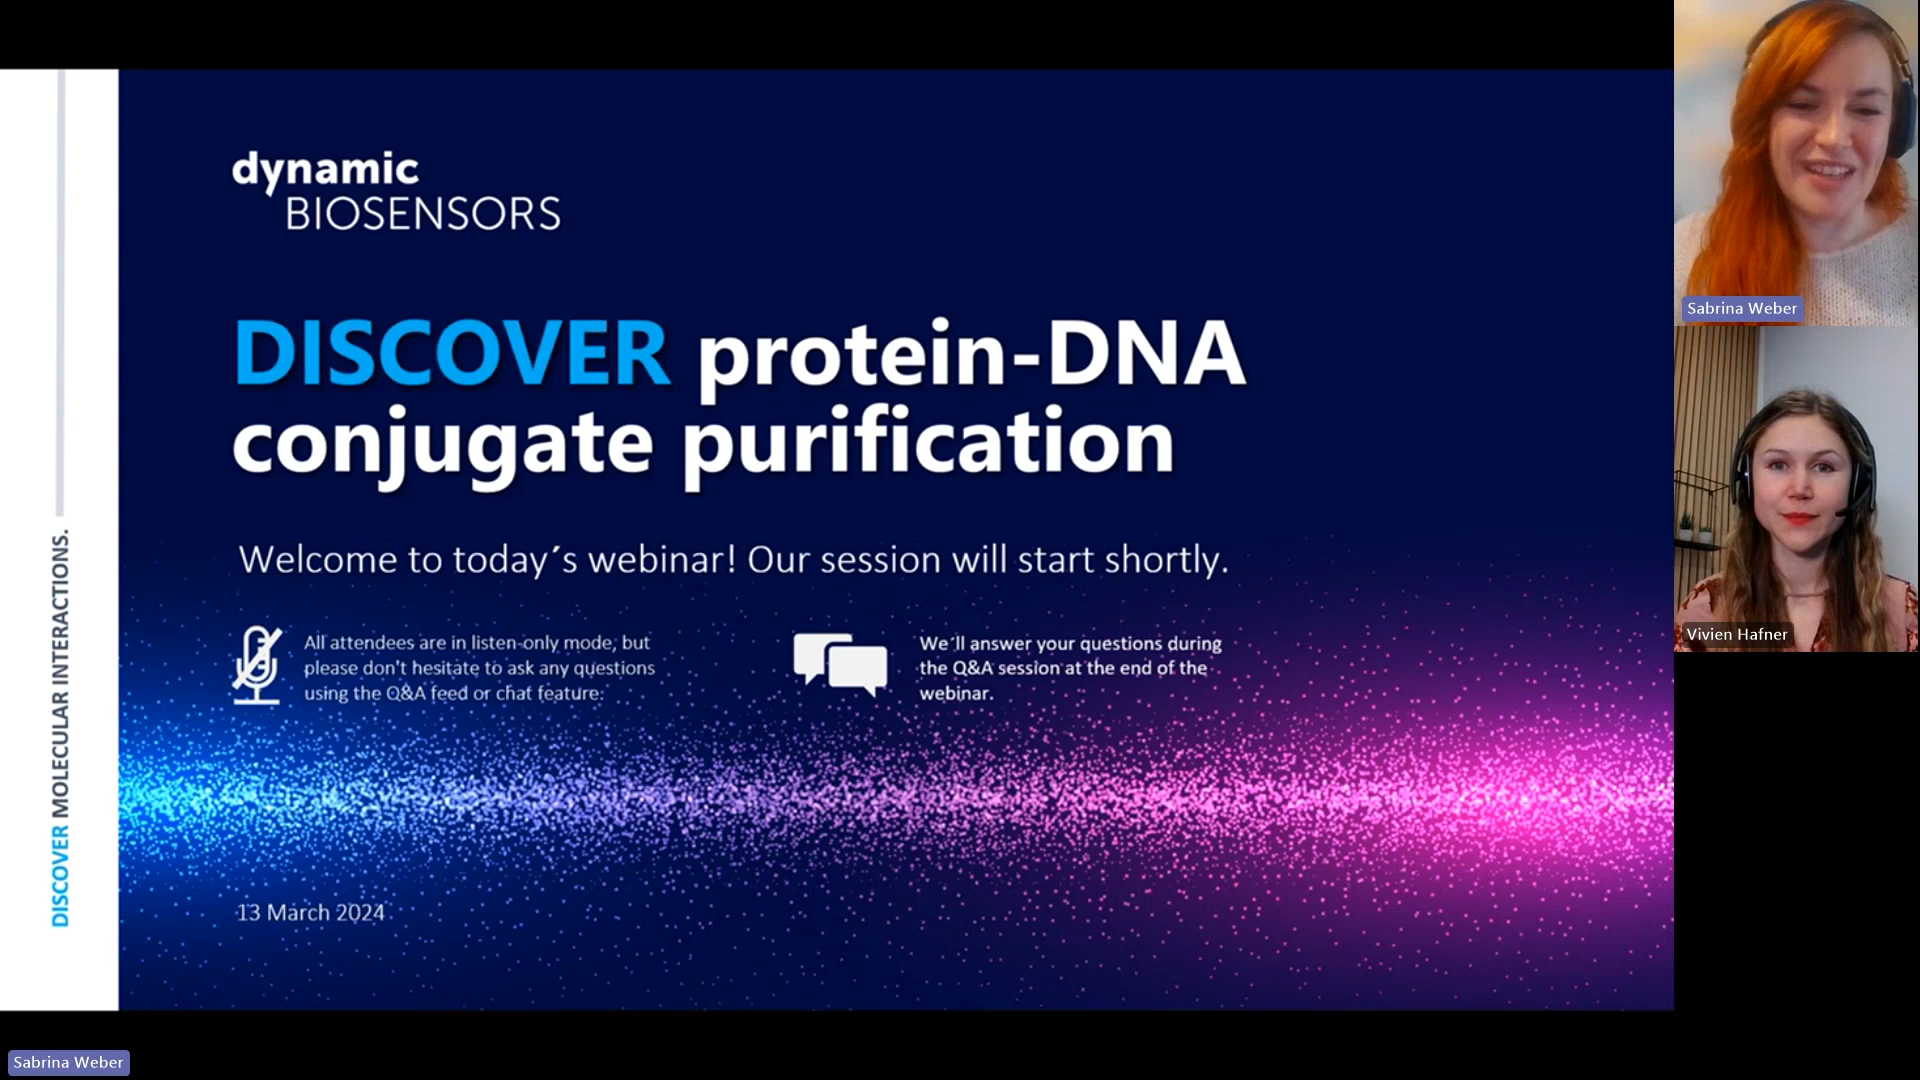 dynamic
BIOSENSORS
DISCOVER protein-DNA
conjugate purification
Welcome to today´s webinar! Our session will start shortly.
All attendees are in listen-only mode, but
please don't hesitate to ask any questions
using the Q&A feed or chat feature.
We´ll answer your questions during
the Q&A session at the end of the
webinar.
13 March 2024
DISCOVER MOLECULAR INTERACTIONS.
Sabrina Weber
Vivien Hafner
Sabrina Weber